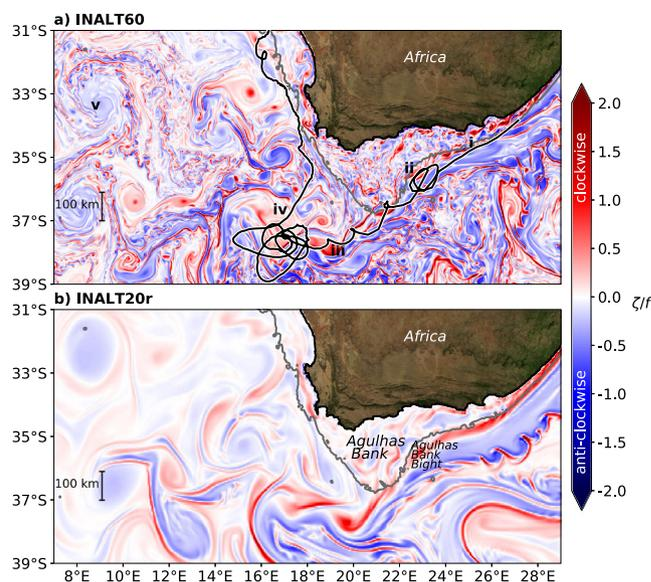 a) INALT60
31°S
33°S
35°S
37°S
39°S
Africa
v
i
ii
iii
iv
100 km
b) INALT20r
31°S
33°S
35°S
37°S
39°S
Africa
Agulhas
Bank
Agulhas
Bank
Bight
100 km
8°E 10°E 12°E 14°E 16°E 18°E 20°E 22°E 24°E 26°E 28°E
2.0
1.5
1.0
0.5
0.0
-0.5
-1.0
-1.5
-2.0
clockwise
anti-clockwise
ζ/f